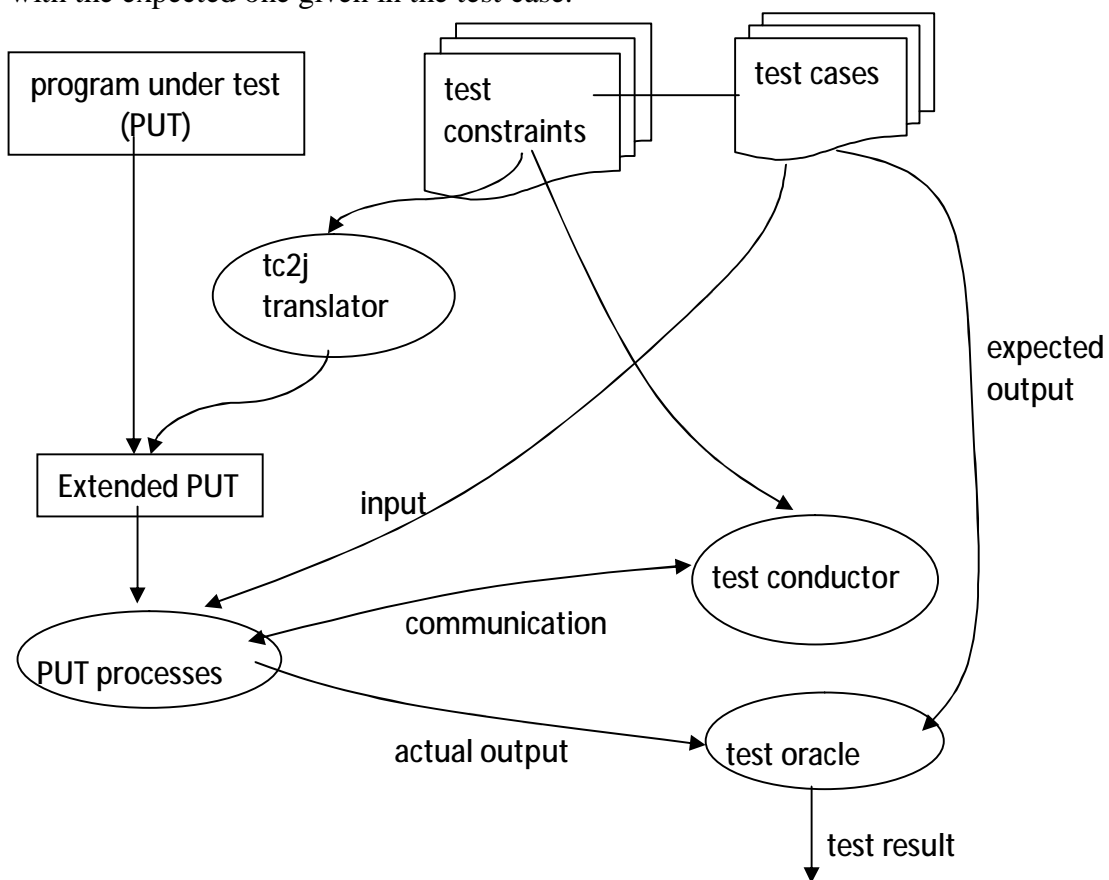 with the expected one given in the test case.
program under test
(PUT)
test
constraints
test cases
tc2j
translator
expected
output
Extended PUT
input
test conductor
communication
PUT processes
actual output
test oracle
test result